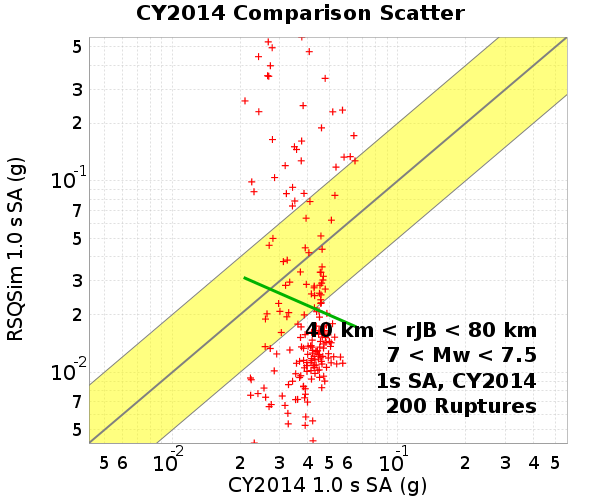 CY2014 Comparison Scatter
RSQSim 1.0 s SA (g)
5
3
2
10-1
7
5
3
2
10-2
7
5
40 km < rJB < 80 km
7 < Mw < 7.5
1s SA, CY2014
200 Ruptures
5 6 10-2 2 3 4 5 6 10-1 2 3 4 5
CY2014 1.0 s SA (g)